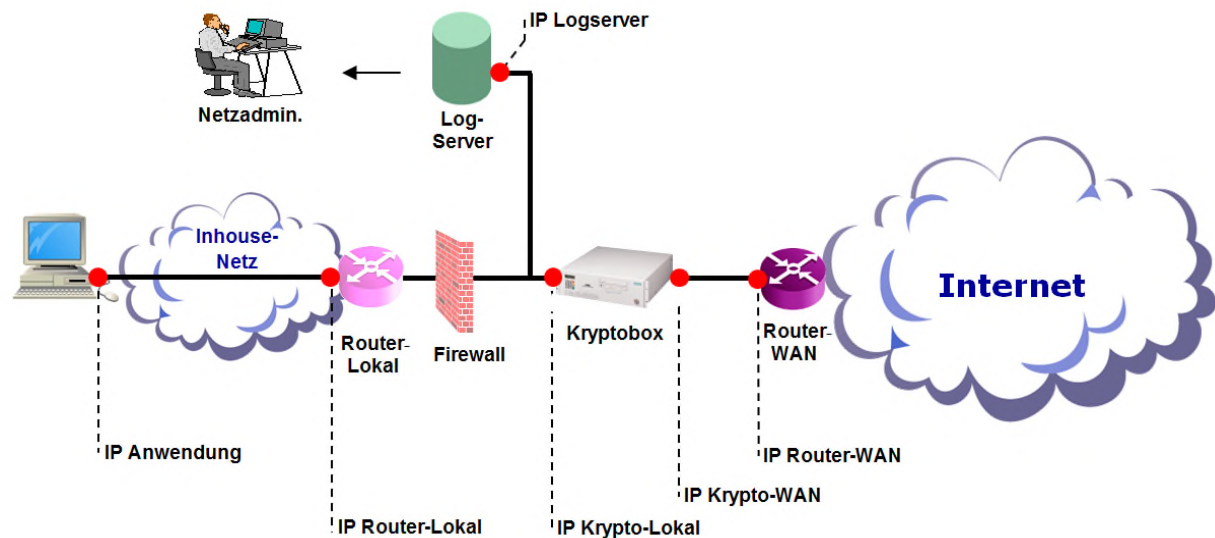 IP Logserver
Netzadmin.
Log-
Server
Inhouse-
Netz
Internet
Router-
Lokal
Firewall
Kryptobox
Router-
WAN
IP Anwendung
IP Router-WAN
IP Krypto-WAN
IP Router-Lokal
IP Krypto-Lokal